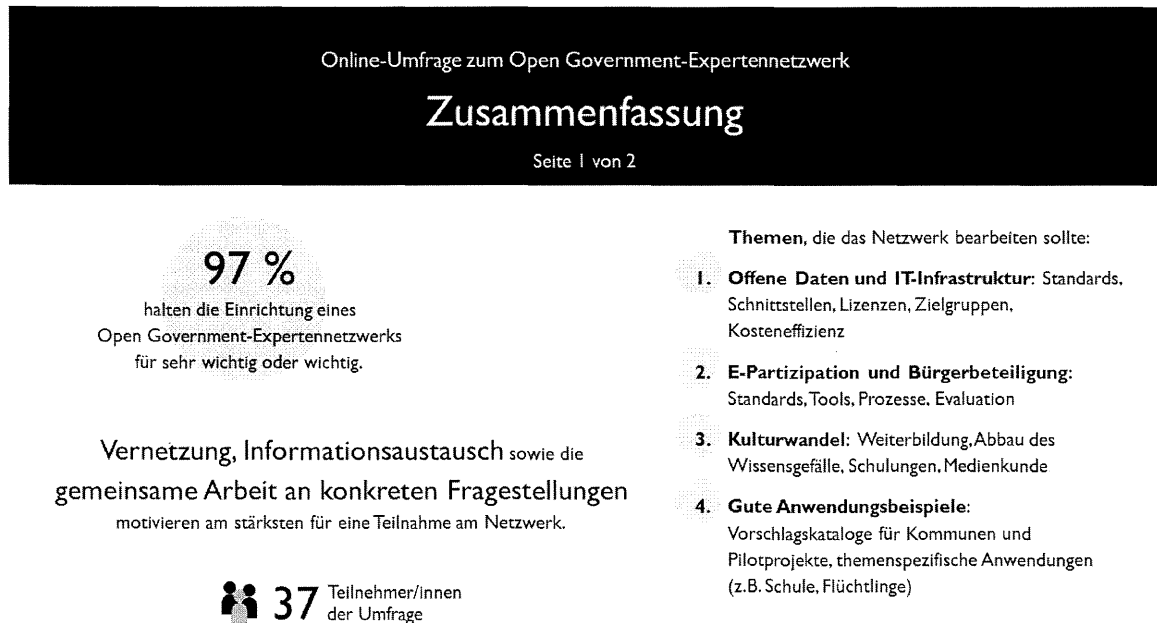 Online-Umfrage zum Open Government-Expertennetzwerk
Zusammenfassung
Seite 1 von 2
97 %
halten die Einrichtung eines
Open Government-Expertennetzwerks
für sehr wichtig oder wichtig.
Vernetzung, Informationsaustausch sowie die
gemeinsame Arbeit an konkreten Fragestellungen
motivieren am stärksten für eine Teilnahme am Netzwerk.
37 Teilnehmer/innen
der Umfrage
Themen, die das Netzwerk bearbeiten sollte:
1. Offene Daten und IT-Infrastruktur: Standards,
Schnittstellen, Lizenzen, Zielgruppen,
Kosteneffizienz
2. E-Partizipation und Bürgerbeteiligung:
Standards, Tools, Prozesse, Evaluation
3. Kulturwandel: Weiterbildung, Abbau des
Wissensgefälle, Schulungen, Medienkunde
4. Gute Anwendungsbeispiele:
Vorschlagskataloge für Kommunen und
Pilotprojekte, themenspezifische Anwendungen
(z.B. Schule, Flüchtlinge)